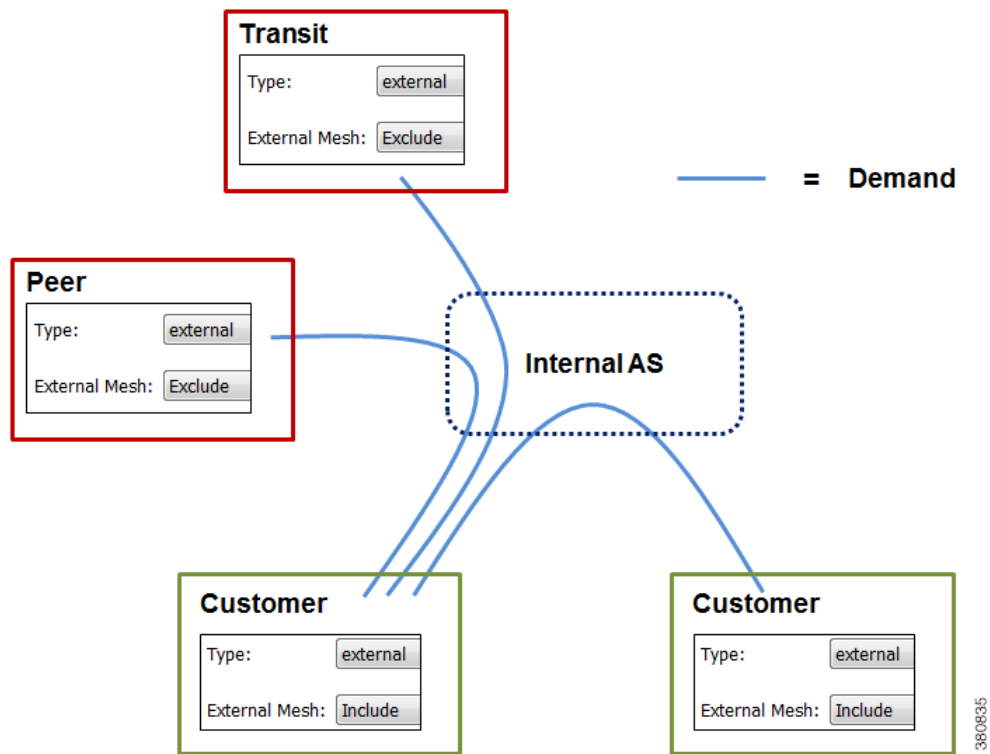 Transit
Type: external
External Mesh: Exclude
= Demand
Peer
Type: external
External Mesh: Exclude
Internal AS
Customer
Type: external
External Mesh: Include
Customer
Type: external
External Mesh: Include
380835